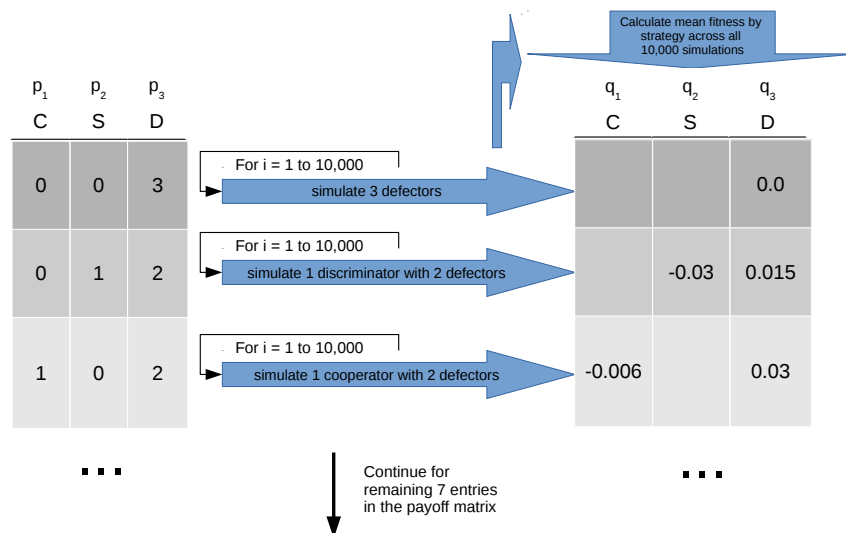 Calculate mean fitness by
strategy across all
10,000 simulations
p1 p2 p3
C S D
q1 q2 q3
C S D
For i = 1 to 10,000
0 0 3
simulate 3 defectors
0.0
For i = 1 to 10,000
0 1 2
simulate 1 discriminator with 2 defectors
-0.03 0.015
For i = 1 to 10,000
1 0 2
simulate 1 cooperator with 2 defectors
-0.006 0.03
...
Continue for
remaining 7 entries
in the payoff matrix
...